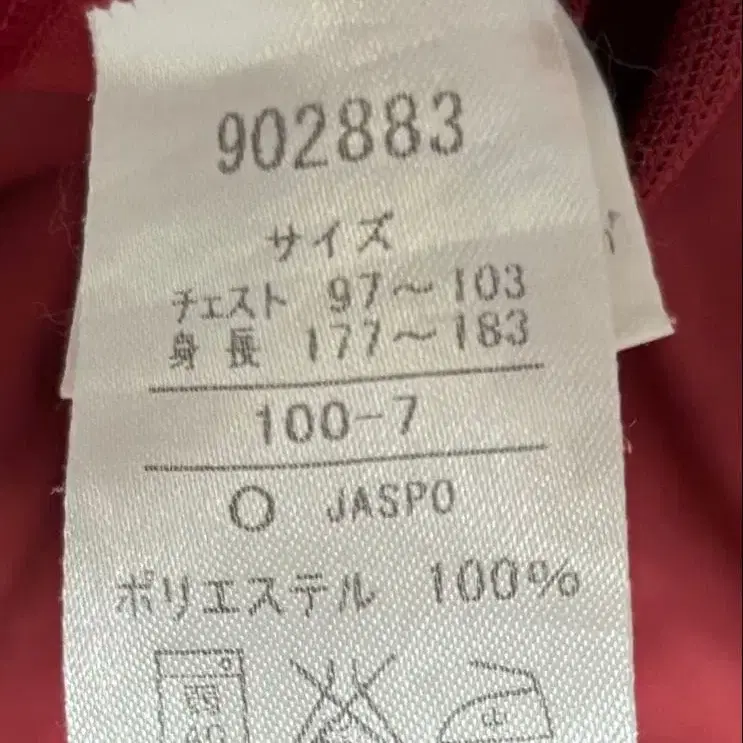 902883
サイズ
チェスト 97～103
身長 177～183
100-7
O JASPO
ポリエステル 100%
中